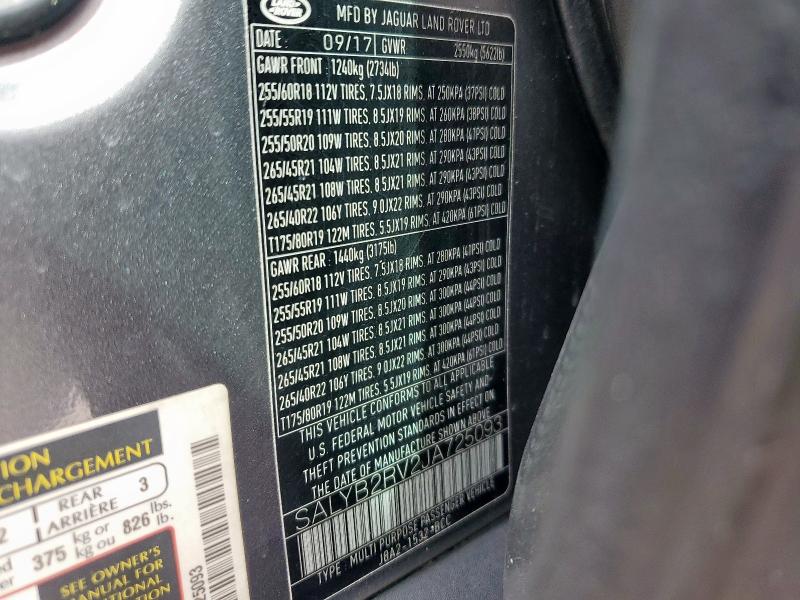 LAND
ROVER
MFD BY JAGUAR LAND ROVER LTD
DATE 09/17 GVWR 2550kg (5622lb)
GAWR FRONT : 1240kg (2734lb)
255/60R18 112V TIRES, 7.5JX18 RIMS, AT 250KPA (37PSI) COLD
255/55R19 111W TIRES, 8.5JX19 RIMS, AT 260KPA (38PSI) COLD
255/50R20 109W TIRES, 8.5JX20 RIMS, AT 280KPA (41PSI) COLD
265/45R21 104W TIRES, 8.5JX21 RIMS, AT 290KPA (43PSI) COLD
265/45R21 108W TIRES, 8.5JX21 RIMS, AT 290KPA (43PSI) COLD
265/40R22 106Y TIRES, 9.0JX22 RIMS, AT 290KPA (43PSI) COLD
T175/80R19 122M TIRES, 5.5JX19 RIMS, AT 420KPA (61PSI) COLD
GAWR REAR : 1440kg (3175lb)
255/60R18 112V TIRES, 7.5JX18 RIMS, AT 280KPA (41PSI) COLD
255/55R19 111W TIRES, 8.5JX19 RIMS, AT 290KPA (43PSI) COLD
255/50R20 109W TIRES, 8.5JX20 RIMS, AT 300KPA (44PSI) COLD
265/45R21 104W TIRES, 8.5JX21 RIMS, AT 300KPA (44PSI) COLD
265/45R21 108W TIRES, 8.5JX21 RIMS, AT 300KPA (44PSI) COLD
265/40R22 106Y TIRES, 9.0JX22 RIMS, AT 300KPA (44PSI) COLD
T175/80R19 122M TIRES, 5.5JX19 RIMS, AT 420KPA (61PSI) COLD
THIS VEHICLE CONFORMS TO ALL APPLICABLE
U.S. FEDERAL MOTOR VEHICLE SAFETY AND
THEFT PREVENTION STANDARDS IN EFFECT ON
THE DATE OF MANUFACTURE SHOWN ABOVE
SALYB2RV2JA725093
TYPE : MULTI PURPOSE PASSENGER VEHICLE
CHARGEMENT
REAR
ARRIÈRE 3
375 kg or
kg ou 826 lbs.
lb.
SEE OWNER'S
MANUAL FOR
ADDITIONAL
25093